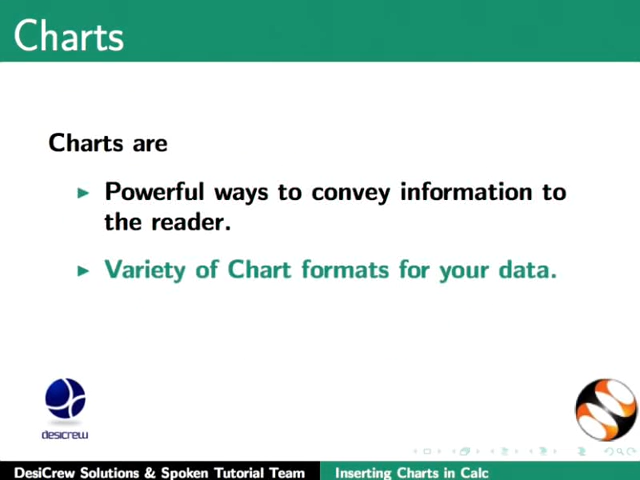 Charts
Charts are
Powerful ways to convey information to
the reader.
Variety of Chart formats for your data.
desicrew
DesiCrew Solutions & Spoken Tutorial Team
Inserting Charts in Calc